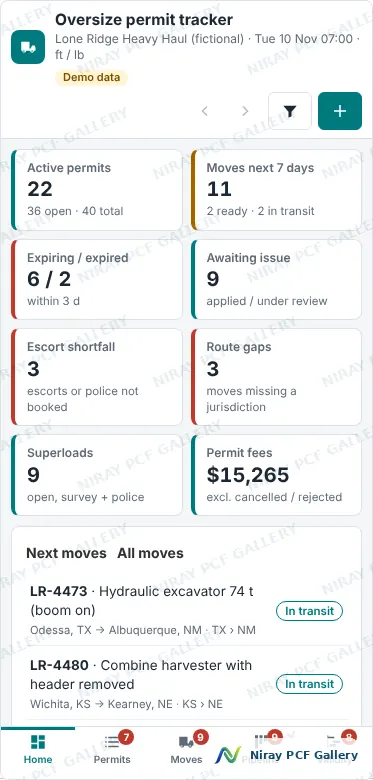 Oversize permit tracker
Lone Ridge Heavy Haul (fictional) · Tue 10 Nov 07:00 ·
ft / lb
Demo data
Active permits
22
36 open · 40 total
Moves next 7 days
11
2 ready · 2 in transit
Expiring / expired
6 / 2
within 3 d
Awaiting issue
9
applied / under review
Escort shortfall
3
escorts or police not
booked
Route gaps
3
moves missing a
jurisdiction
Superloads
9
open, survey + police
Permit fees
$15,265
excl. cancelled / rejected
Next moves All moves
LR-4473 · Hydraulic excavator 74 t
(boom on)
In transit
Odessa, TX → Albuquerque, NM · TX › NM
LR-4480 · Combine harvester with
header removed
In transit
Wichita, KS → Kearney, NE · KS › NE
7
9
Home
Permits
Moves
Niray PCF Gallery
NIRAY PCF GALLERY